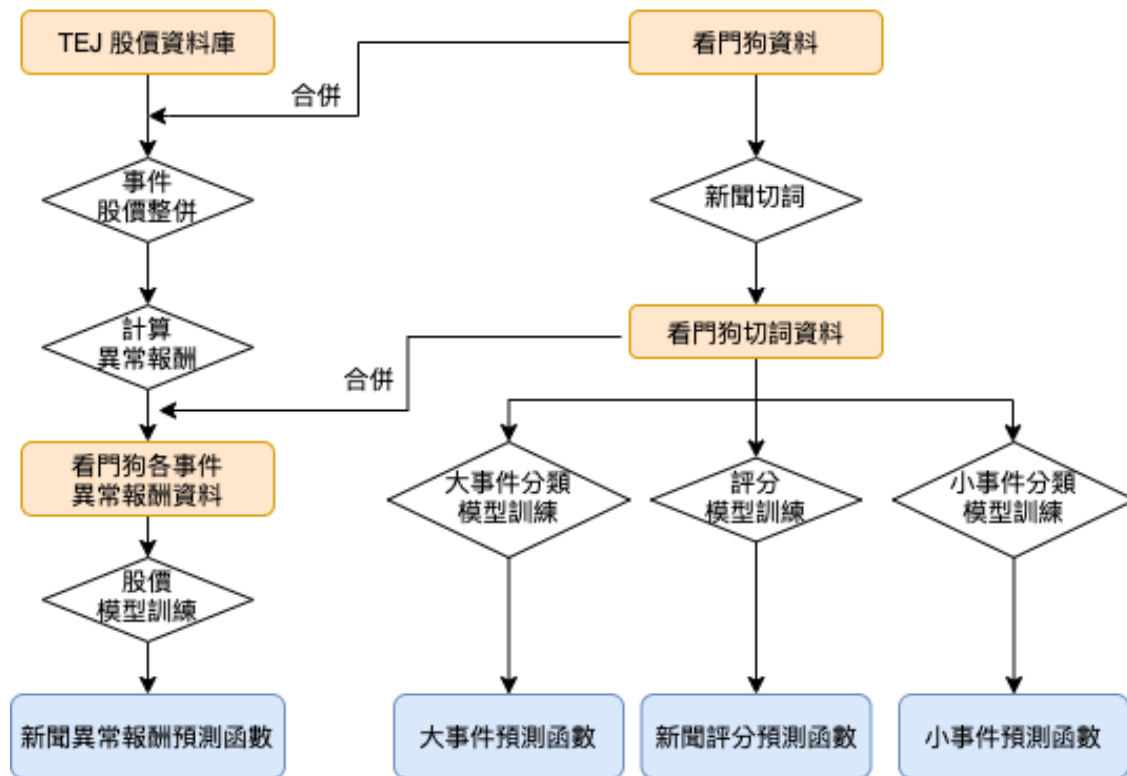 TEJ 股價資料庫
看門狗資料
合併
事件
股價整併
新聞切詞
計算
異常報酬
看門狗切詞資料
合併
看門狗各事件
異常報酬資料
大事件分類
模型訓練
評分
模型訓練
小事件分類
模型訓練
股價
模型訓練
新聞異常報酬預測函數
大事件預測函數
新聞評分預測函數
小事件預測函數